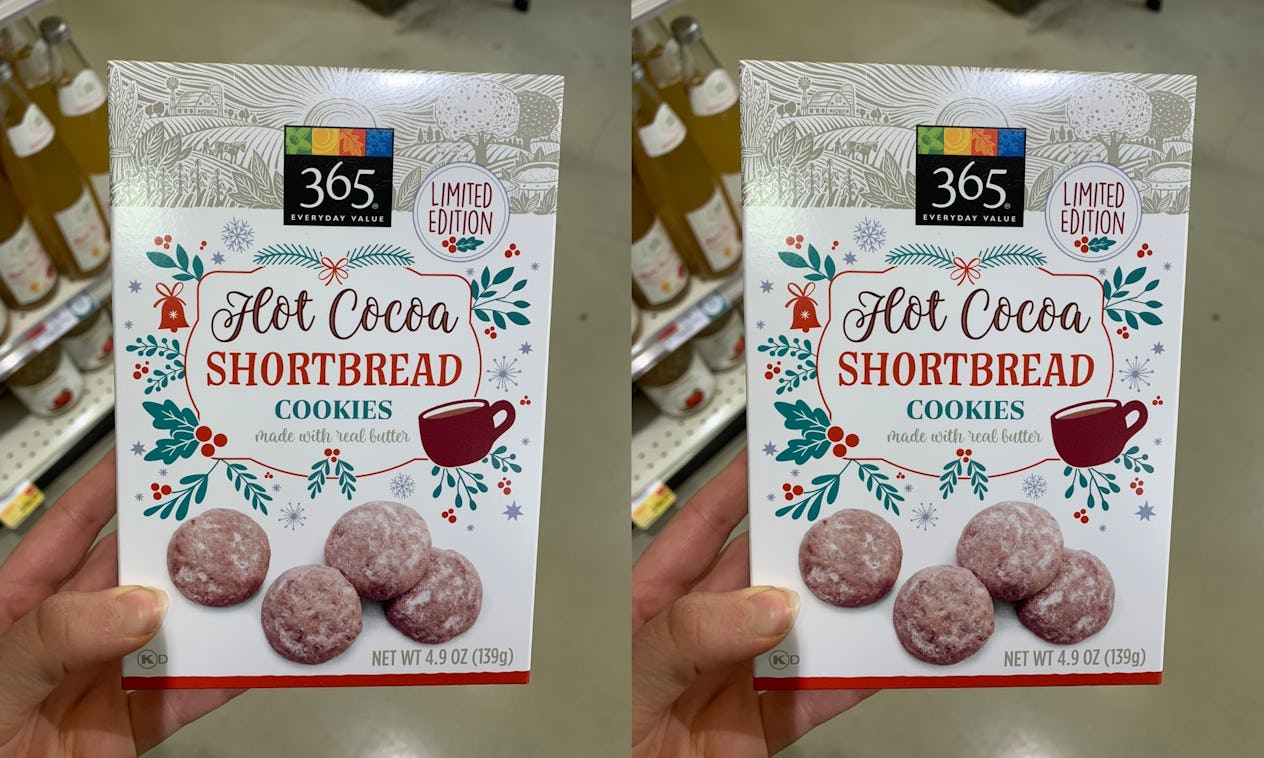 365®
EVERYDAY VALUE
LIMITED
EDITION
Hot Cocoa
SHORTBREAD
COOKIES
made with real butter
K D
NET WT 4.9 OZ (139g)
365®
EVERYDAY VALUE
LIMITED
EDITION
Hot Cocoa
SHORTBREAD
COOKIES
made with real butter
K D
NET WT 4.9 OZ (139g)